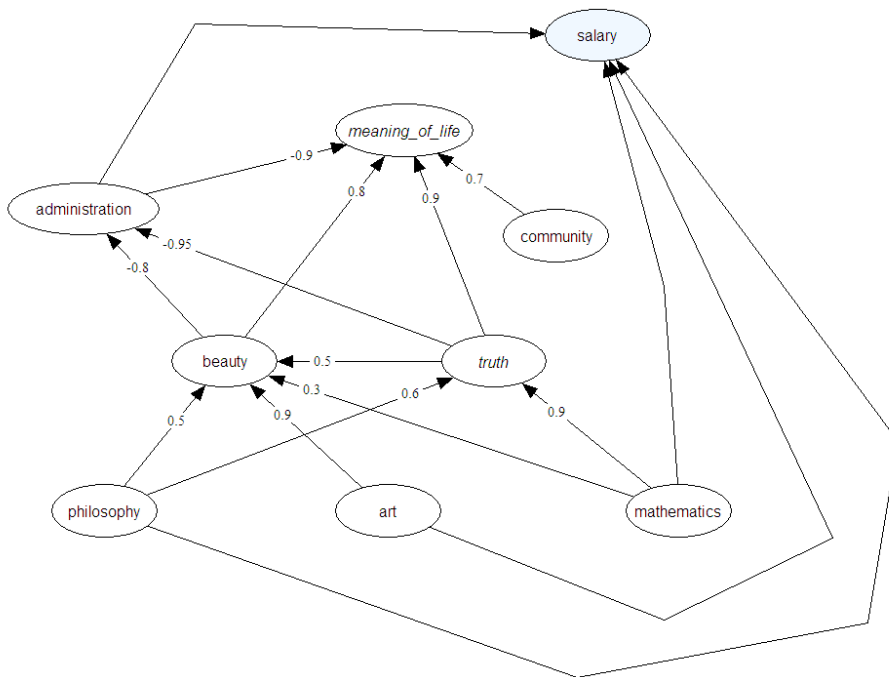 salary
meaning_of_life
-0.9
administration
0.8
0.7
0.9
community
-0.95
-0.8
beauty
0.5
truth
0.3
0.6
0.5
0.9
0.9
philosophy
art
mathematics